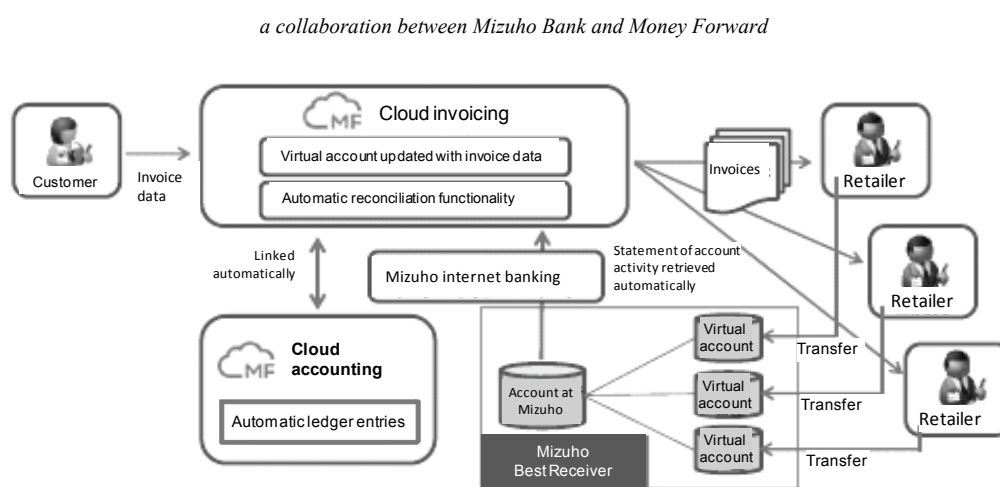 a collaboration between Mizuho Bank and Money Forward
Customer
Invoice
data
MF
Cloud invoicing
Virtual account updated with invoice data
Automatic reconciliation functionality
Invoices
Retailer
Retailer
Retailer
Linked
automatically
Mizuho internet banking
Statement of account
activity retrieved
automatically
MF
Cloud
accounting
Automatic ledger entries
Account at
Mizuho
Mizuho
Best Receiver
Virtual
account
Transfer
Virtual
account
Transfer
Virtual
account
Transfer